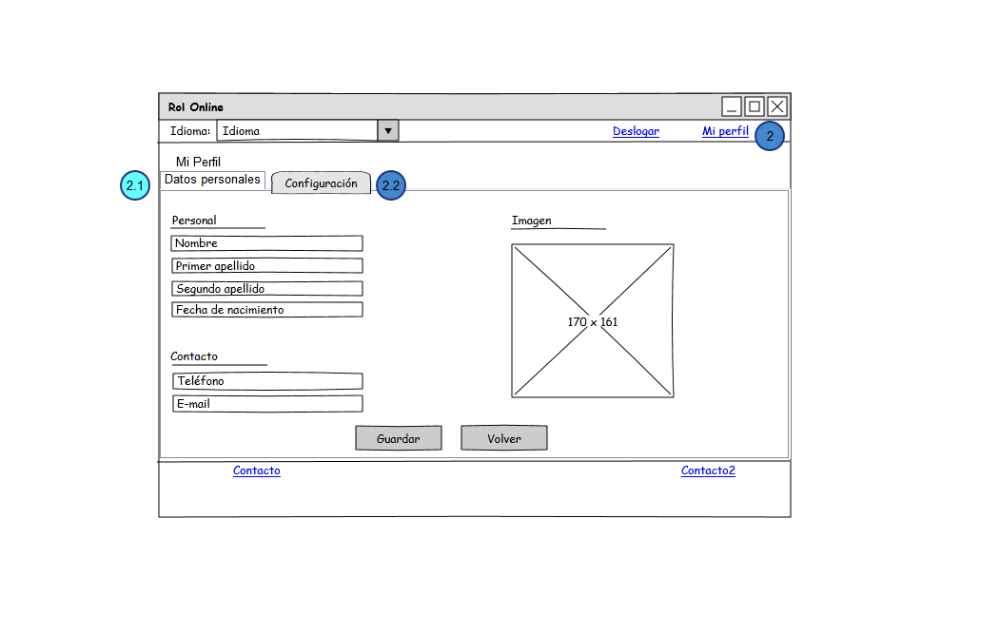 Rol Online
Idioma: Idioma Deslogar Mi perfil 2
Mi Perfil
2.1 Datos personales Configuración 2.2
Personal
Nombre
Primer apellido
Segundo apellido
Fecha de nacimiento
Imagen
170 x 161
Contacto
Teléfono
E-mail
Guardar Volver
Contacto Contacto2